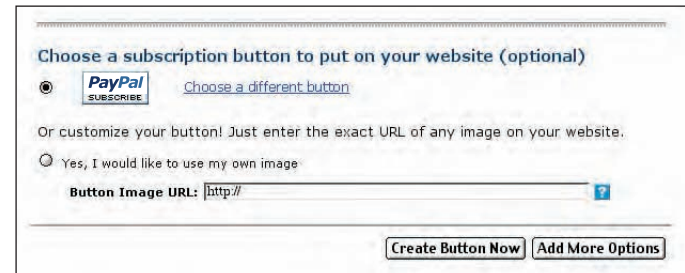 Choose a subscription button to put on your website (optional)
PayPal
SUBSCRIBE
Choose a different button
Or customize your button! Just enter the exact URL of any image on your website.
Yes, I would like to use my own image
Button Image URL: http:// ?
Create Button Now Add More Options